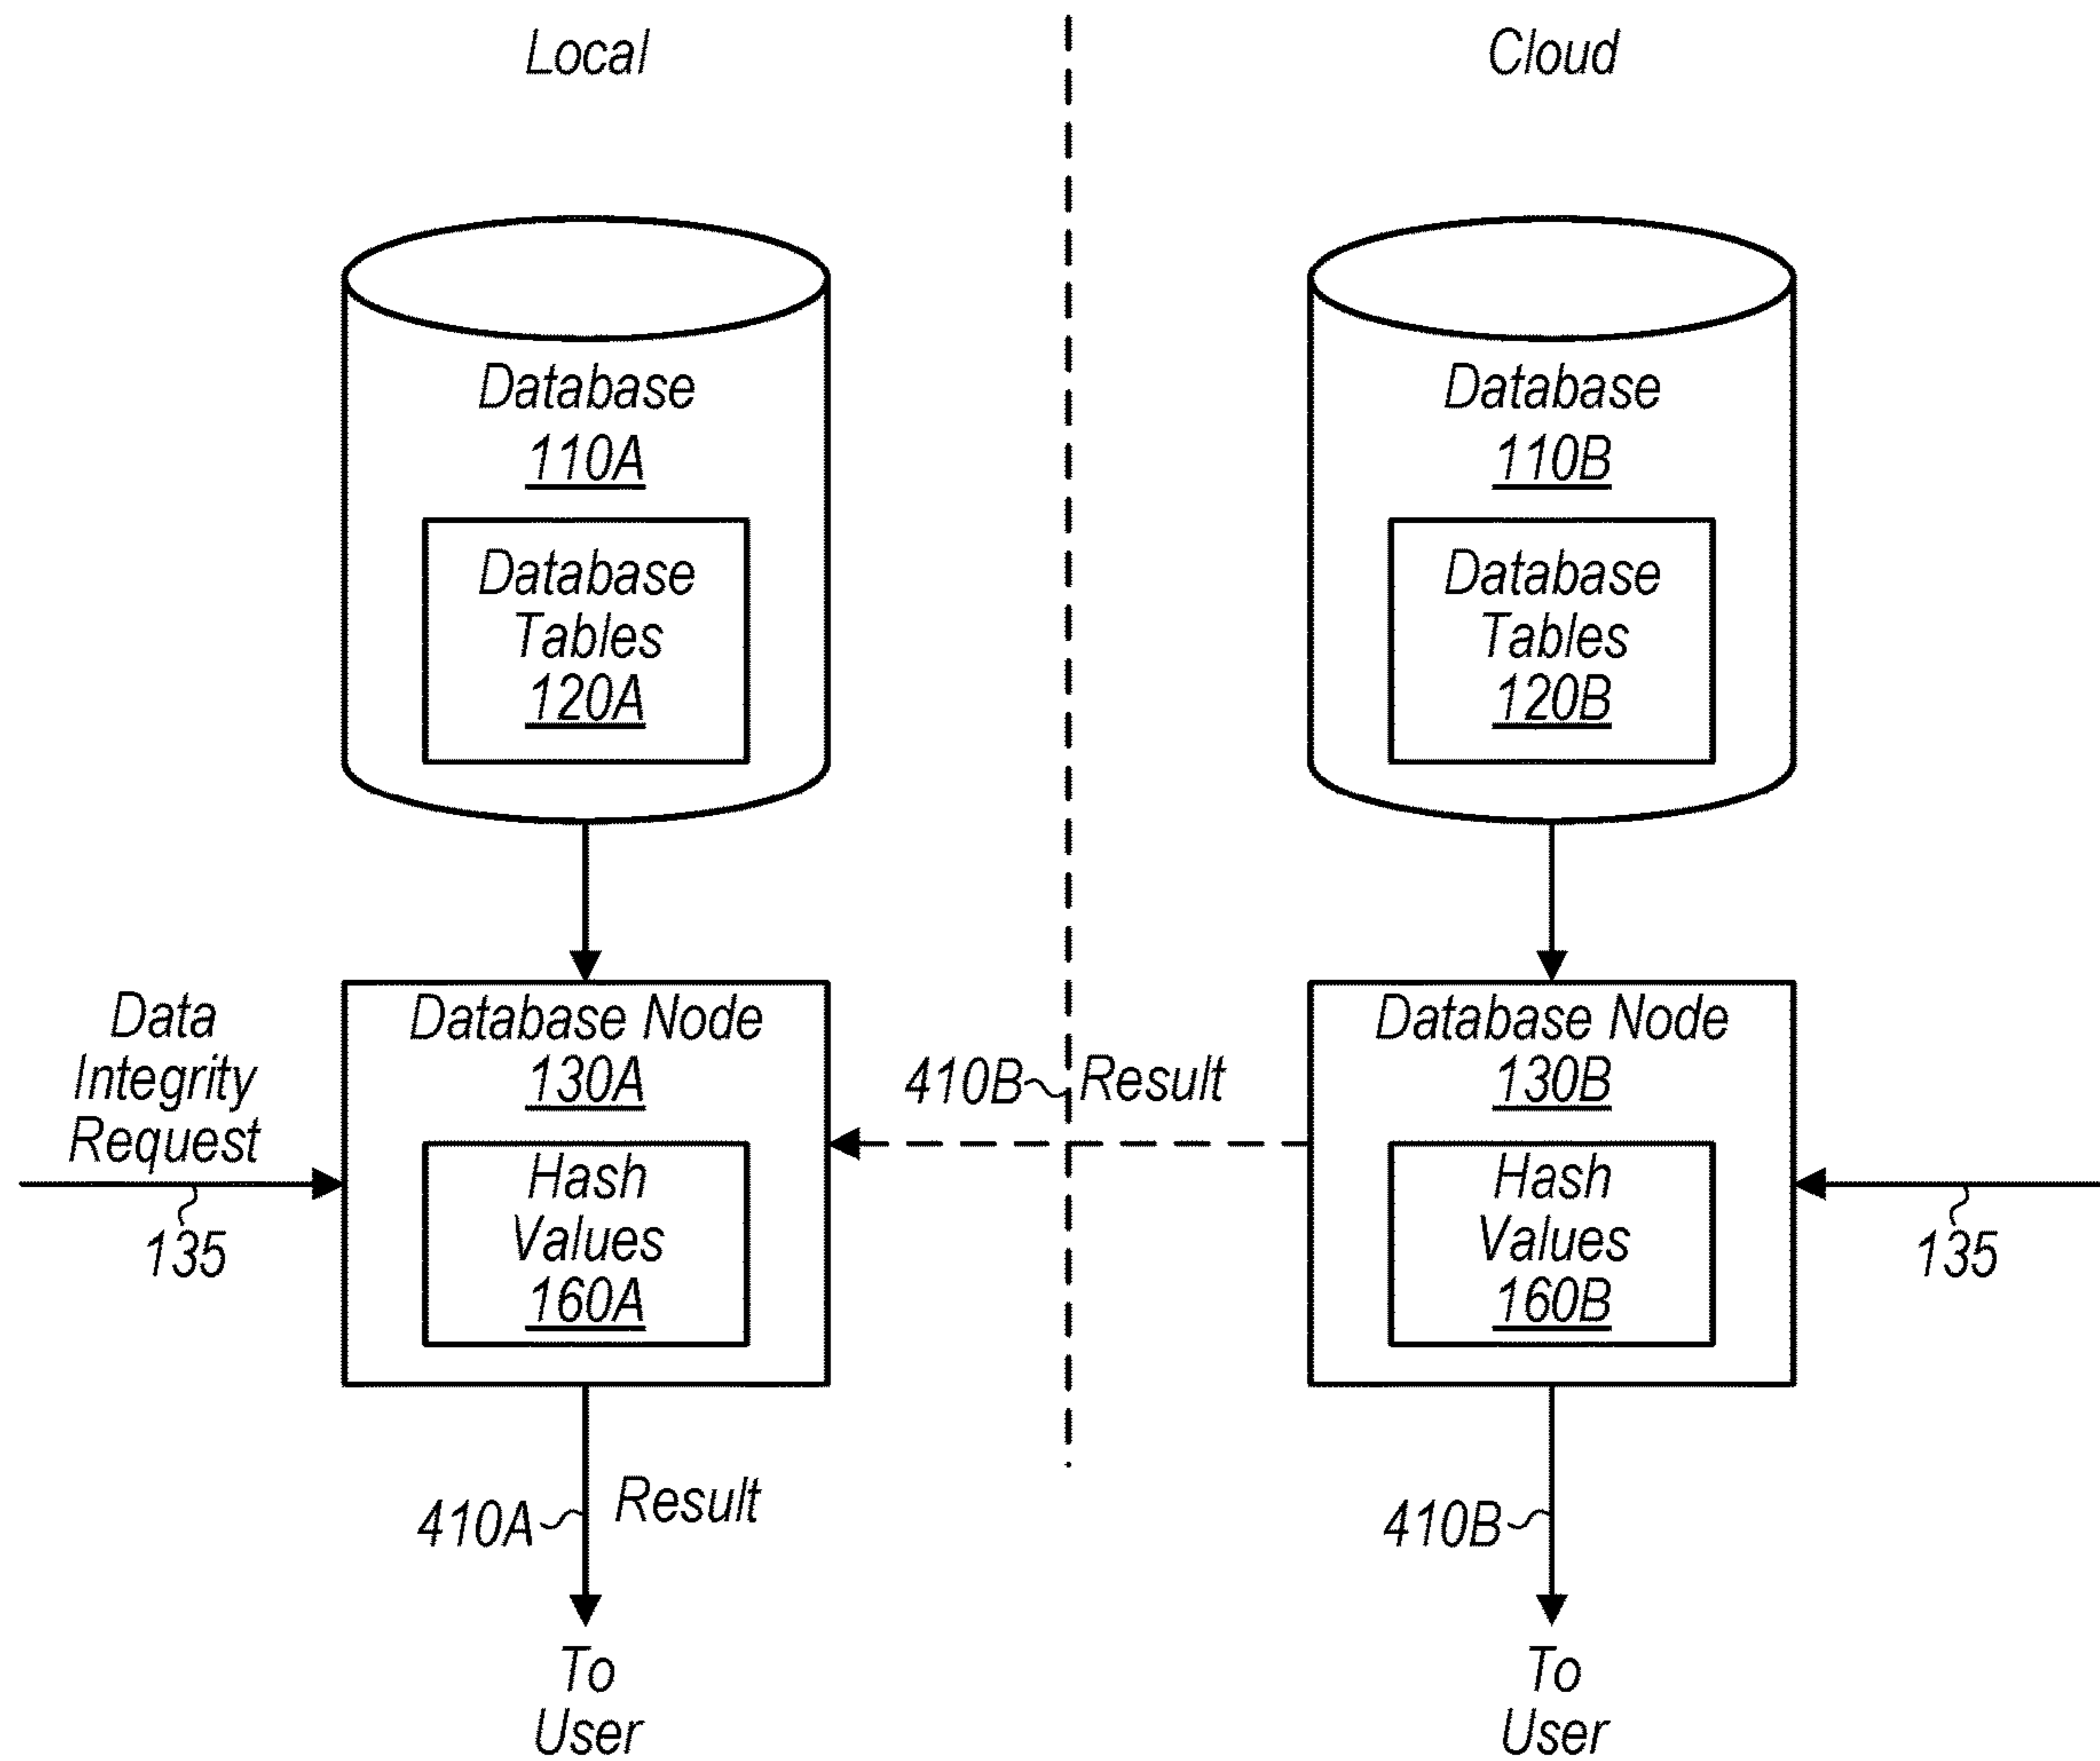 Local
Cloud
Database
110A
Database
Tables
120A
Database
110B
Database
Tables
120B
Data
Integrity
Request
135
Database Node
130A
Hash
Values
160A
410B
Result
Database Node
130B
Hash
Values
160B
135
410A
Result
To
User
410B
To
User